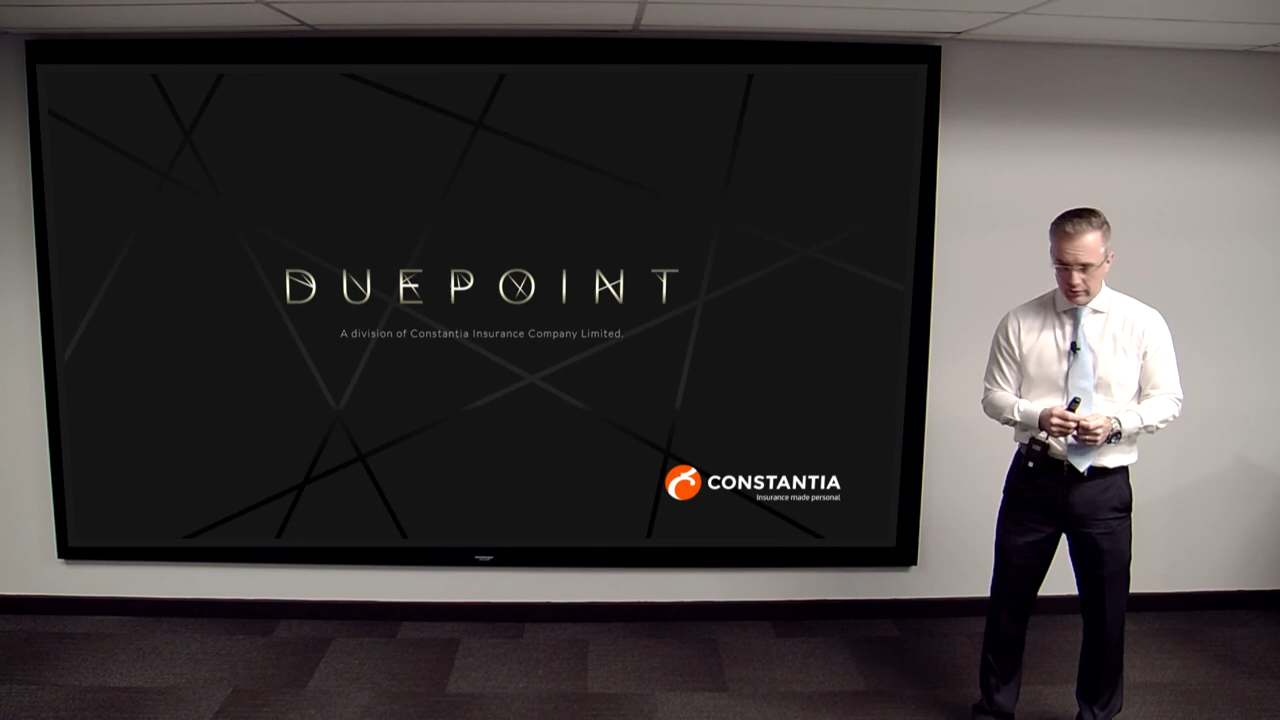 DUEPOINT
A division of Constantia Insurance Company Limited.
CONSTANTIA
Insurance made personal